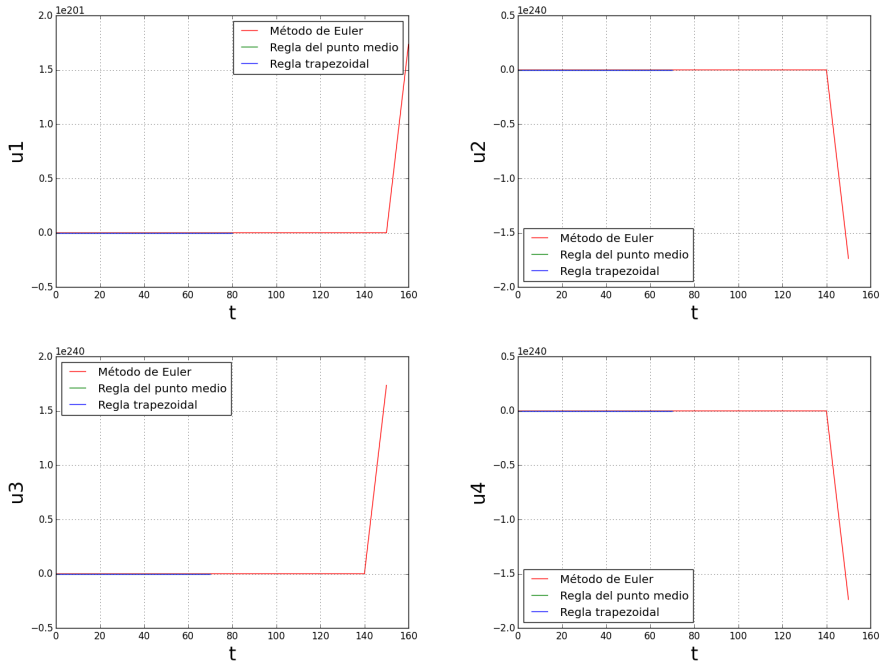 1e201
2.0
1.5
1.0
0.5
0.0
−0.5
0 20 40 60 80 100 120 140 160
t
u1
Método de Euler
Regla del punto medio
Regla trapezoidal
1e240
0.5
0.0
−0.5
−1.0
−1.5
−2.0
0 20 40 60 80 100 120 140 160
t
u2
Método de Euler
Regla del punto medio
Regla trapezoidal
1e240
2.0
1.5
1.0
0.5
0.0
−0.5
0 20 40 60 80 100 120 140 160
t
u3
Método de Euler
Regla del punto medio
Regla trapezoidal
1e240
0.5
0.0
−0.5
−1.0
−1.5
−2.0
0 20 40 60 80 100 120 140 160
t
u4
Método de Euler
Regla del punto medio
Regla trapezoidal